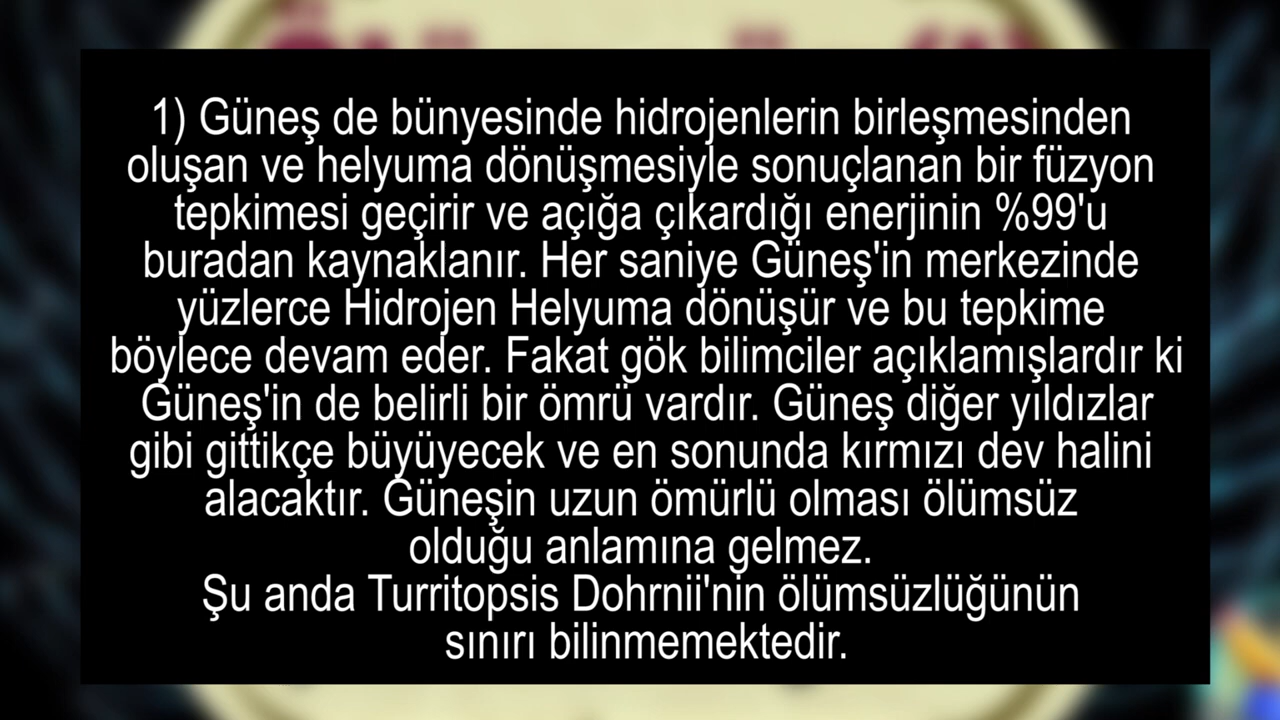 1) Güneş de bünyesinde hidrojenlerin birleşmesinden
oluşan ve helyuma dönüşmesiyle sonuçlanan bir füzyon
tepkimesi geçirir ve açığa çıkardığı enerjinin %99'u
buradan kaynaklanır. Her saniye Güneş'in merkezinde
yüzlerce Hidrojen Helyuma dönüşür ve bu tepkime
böylece devam eder. Fakat gök bilimciler açıklamışlardır ki
Güneş'in de belirli bir ömrü vardır. Güneş diğer yıldızlar
gibi gittikçe büyüyecek ve en sonunda kırmızı dev halini
alacaktır. Güneşin uzun ömürlü olması ölümsüz
olduğu anlamına gelmez.
Şu anda Turritopsis Dohrnii'nin ölümsüzlüğünün
sınırı bilinmemektedir.